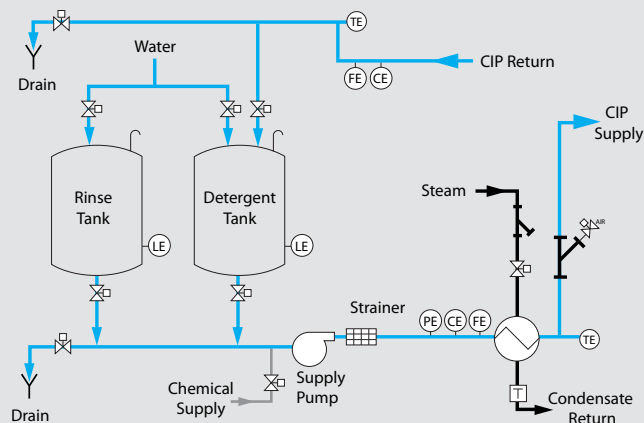 TE
Water
FE
CE
CIP Return
Drain
CIP
Supply
Rinse
Tank
Detergent
Tank
Steam
AIR
LE
LE
Strainer
PE
CE
FE
TE
Supply
Pump
Chemical
Supply
T
Condensate
Return
Drain